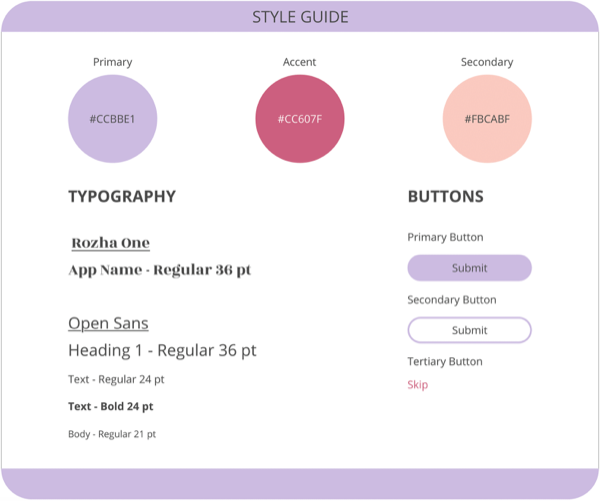 STYLE GUIDE
Primary
Accent
Secondary
#CCBBE1
#CC607F
#FBCABF
TYPOGRAPHY
Rozha One
App Name - Regular 36 pt
Open Sans
Heading 1 - Regular 36 pt
Text - Regular 24 pt
Text - Bold 24 pt
Body - Regular 21 pt
BUTTONS
Primary Button
Submit
Secondary Button
Submit
Tertiary Button
Skip